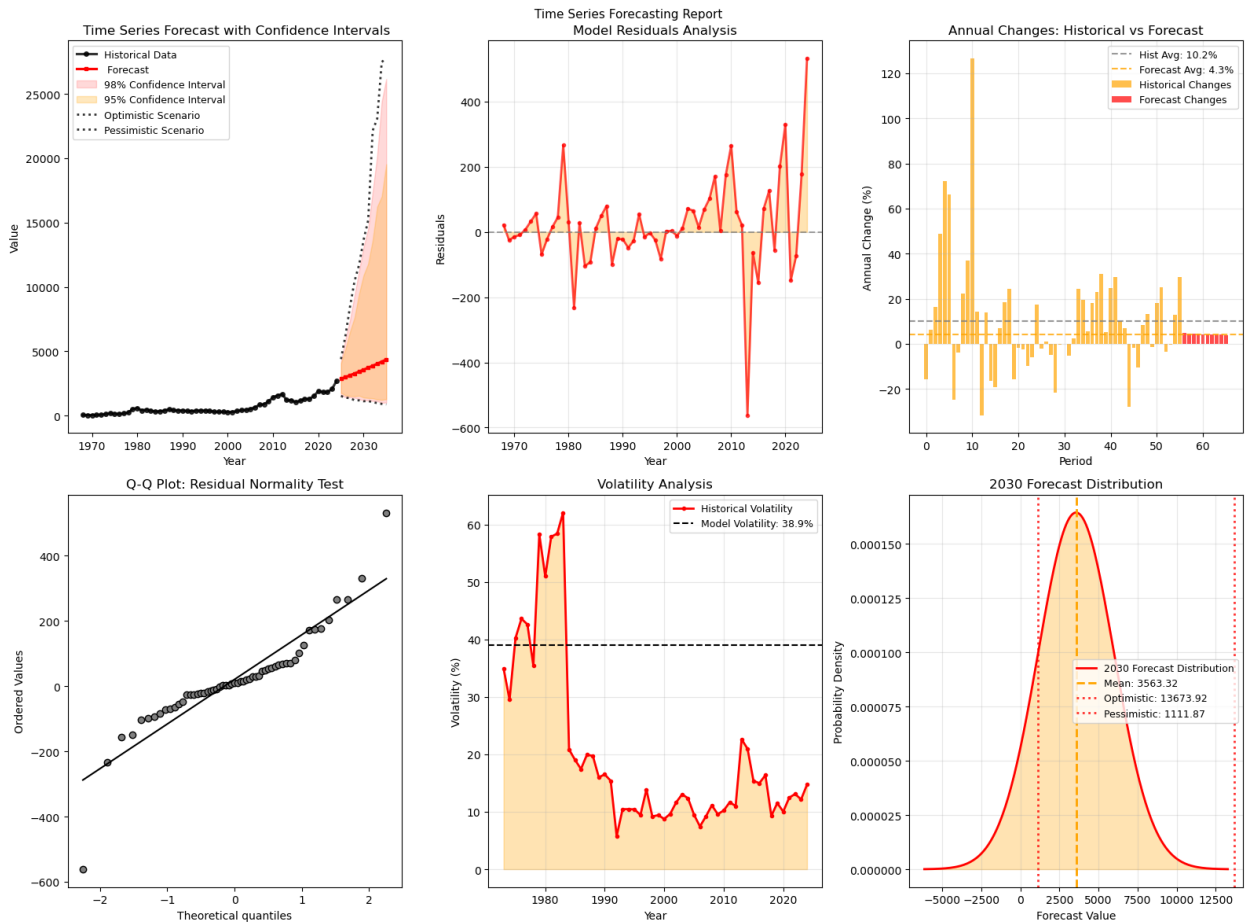 Time Series Forecasting Report
Time Series Forecast with Confidence Intervals
Historical Data
Forecast
98% Confidence Interval
95% Confidence Interval
Optimistic Scenario
Pessimistic Scenario
Value
25000
20000
15000
10000
5000
0
1970 1980 1990 2000 2010 2020 2030
Year
Model Residuals Analysis
Residuals
400
200
0
−200
−400
−600
1970 1980 1990 2000 2010 2020
Year
Annual Changes: Historical vs Forecast
Hist Avg: 10.2%
Forecast Avg: 4.3%
Historical Changes
Forecast Changes
Annual Change (%)
120
100
80
60
40
20
0
−20
0 10 20 30 40 50 60
Period
Q-Q Plot: Residual Normality Test
Ordered Values
400
200
0
−200
−400
−600
−2 −1 0 1 2
Theoretical quantiles
Volatility Analysis
Historical Volatility
Model Volatility: 38.9%
Volatility (%)
60
50
40
30
20
10
0
1980 1990 2000 2010 2020
Year
2030 Forecast Distribution
Probability Density
0.000150
0.000125
0.000100
0.000075
0.000050
0.000025
0.000000
2030 Forecast Distribution
Mean: 3563.32
Optimistic: 13673.92
Pessimistic: 1111.87
−5000 −2500 0 2500 5000 7500 10000 12500
Forecast Value